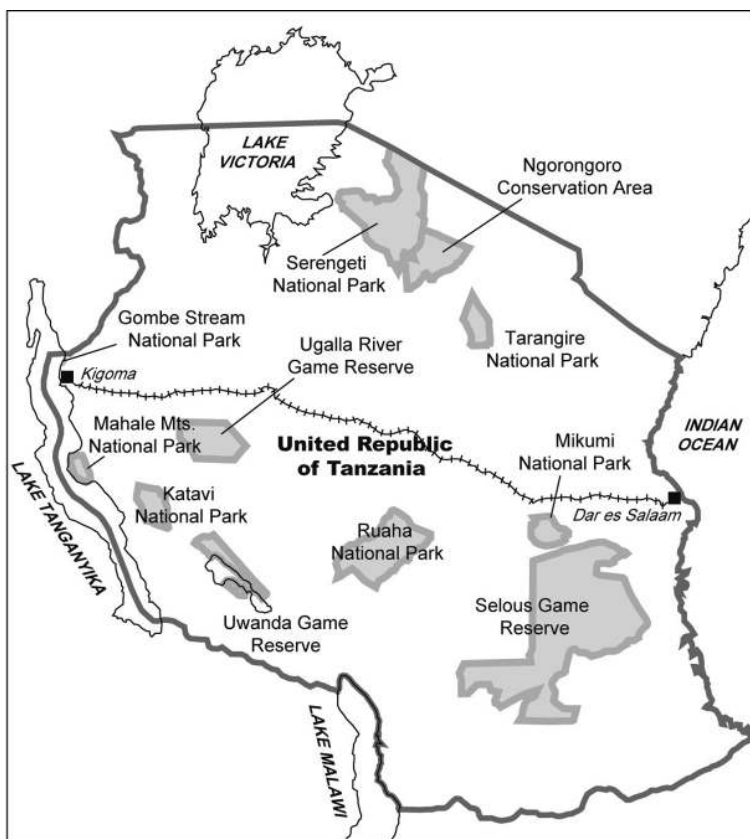 LAKE
VICTORIA
Ngorongoro
Conservation Area
Serengeti
National Park
Gombe Stream
National Park
Ugalla River
Game Reserve
Tarangire
National Park
Kigoma
INDIAN
OCEAN
Mahale Mts.
National Park
United Republic
of Tanzania
Mikumi
National Park
LAKE TANGANYIKA
Katavi
National Park
Dar es Salaam
Ruaha
National Park
Selous Game
Reserve
Uwanda Game
Reserve
LAKE MALAWI